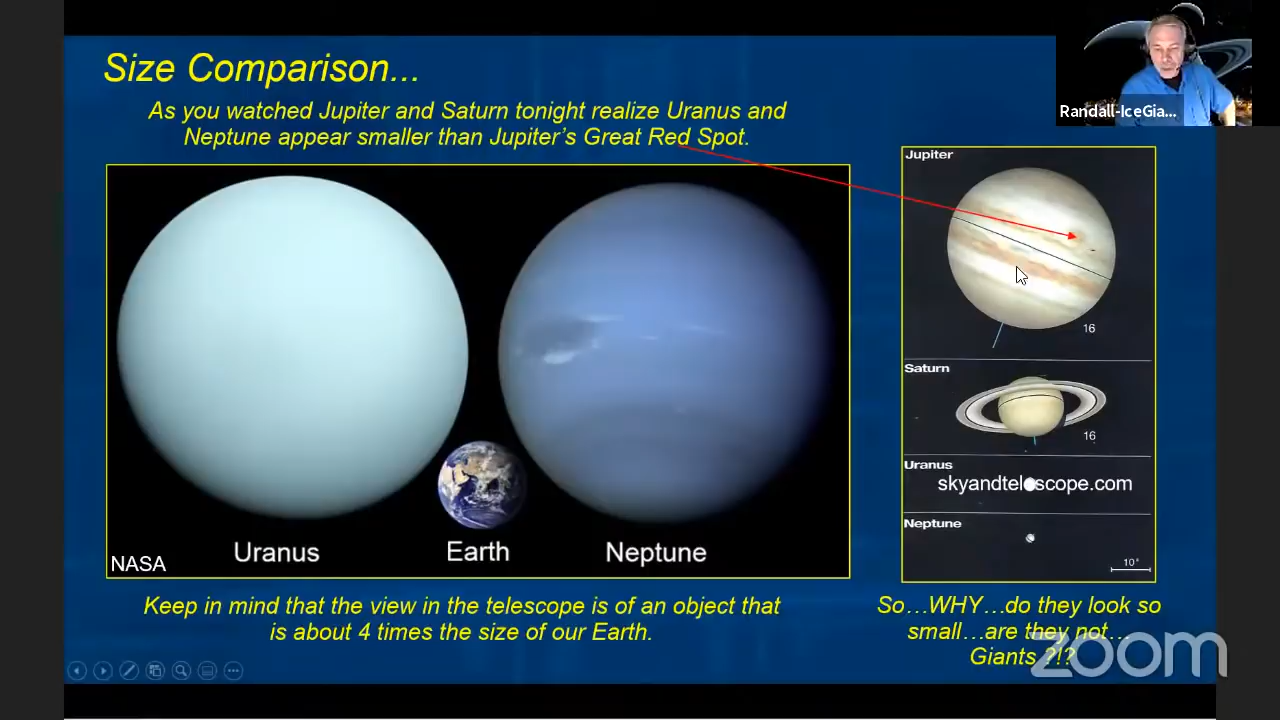 Size Comparison...
As you watched Jupiter and Saturn tonight realize Uranus and
Neptune appear smaller than Jupiter's Great Red Spot.
Randall-IceGia...
Uranus
Earth
Neptune
NASA
Jupiter
16
Saturn
16
Uranus
skyandtelescope.com
Neptune
10"
Keep in mind that the view in the telescope is of an object that
is about 4 times the size of our Earth.
So…WHY…do they look so
small…are they not…
Giants ?!?
zoom